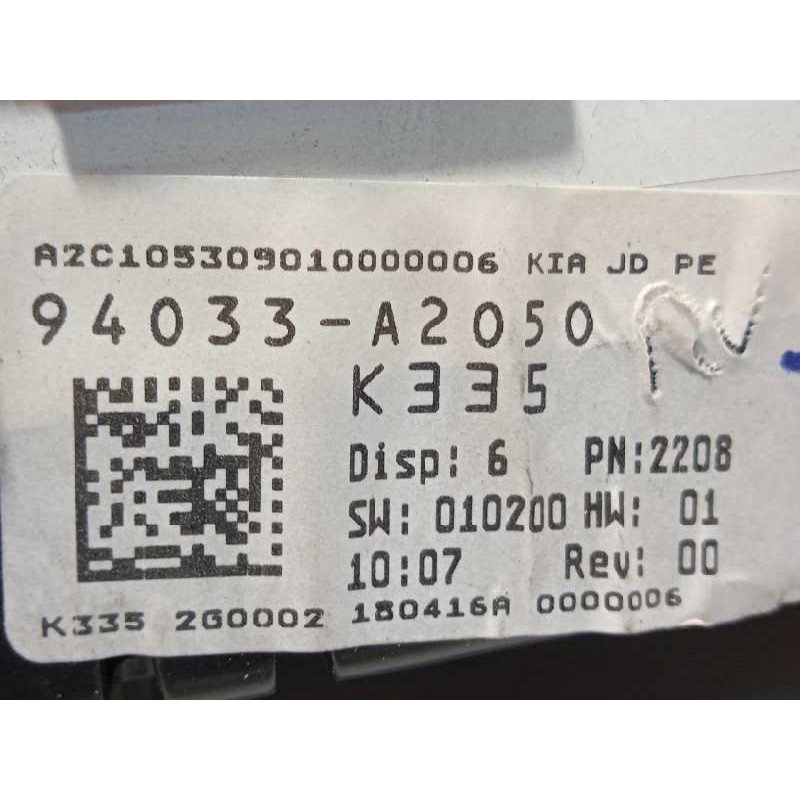 A2C105309010000006 KIA JD PE
94033-A2050
K335
Disp: 6 PN:2208
SW: 010200 HW: 01
10:07 Rev: 00
K335 2G0002 180416A 0000006